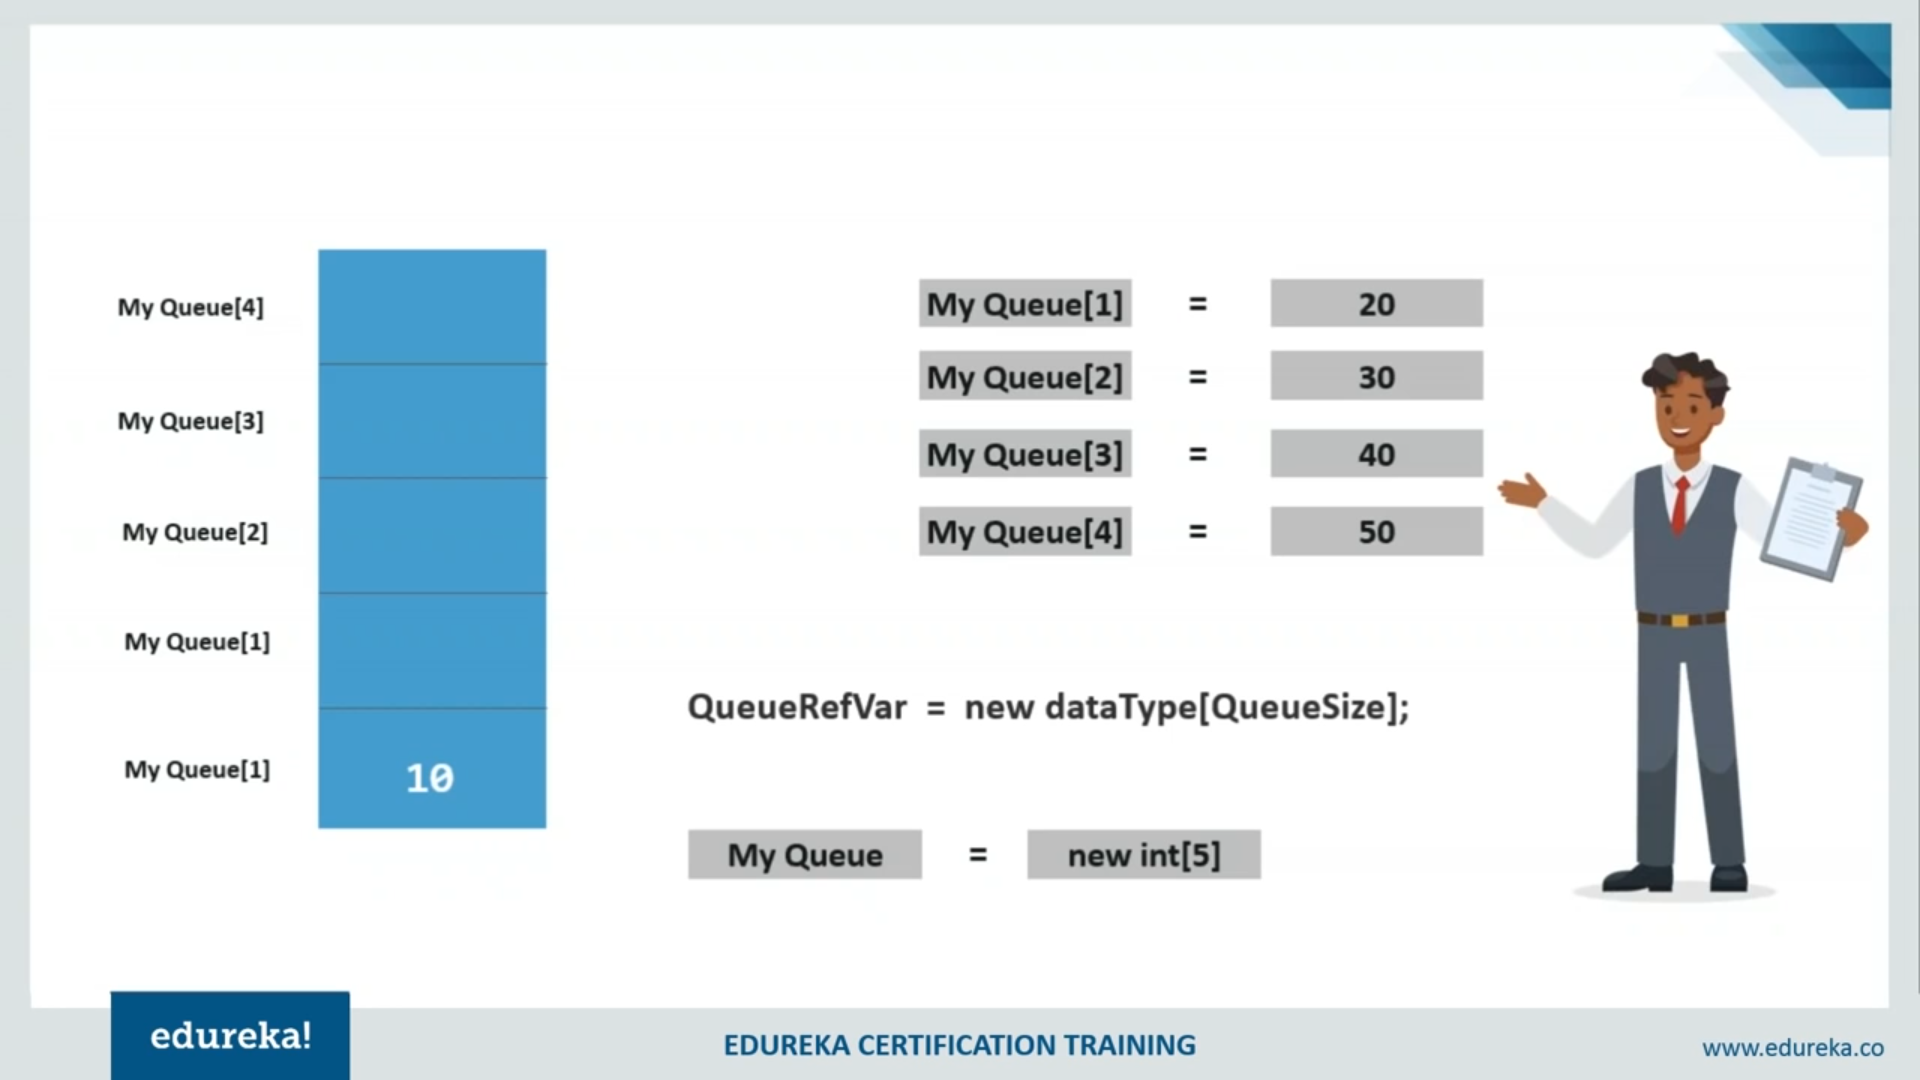 My Queue[4]
My Queue[3]
My Queue[2]
My Queue[1]
My Queue[1]
10
My Queue[1] = 20
My Queue[2] = 30
My Queue[3] = 40
My Queue[4] = 50
QueueRefVar = new dataType[QueueSize];
My Queue = new int[5]
edureka!
EDUREKA CERTIFICATION TRAINING
www.edureka.co